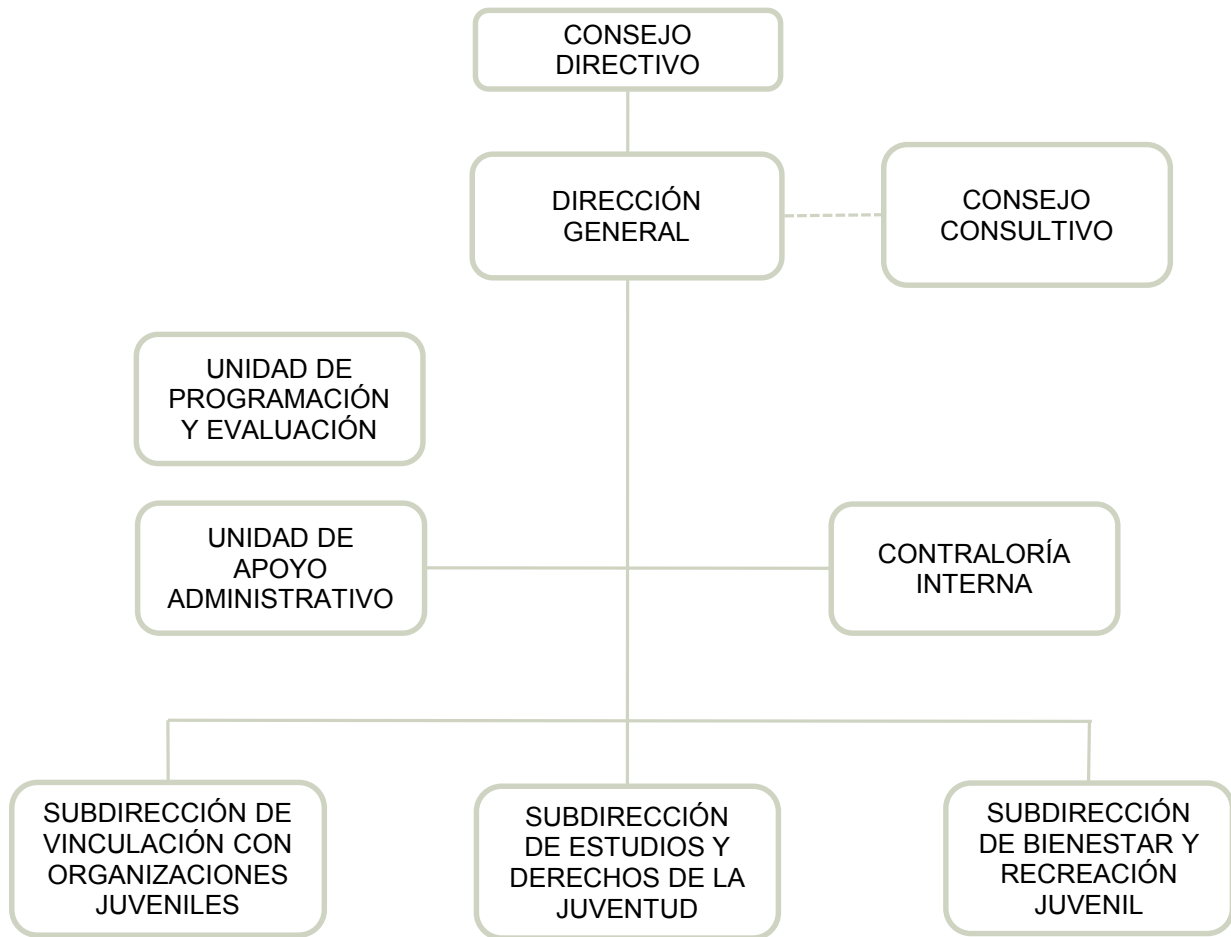 CONSEJO
DIRECTIVO
DIRECCIÓN
GENERAL
CONSEJO
CONSULTIVO
UNIDAD DE
PROGRAMACIÓN
Y EVALUACIÓN
UNIDAD DE
APOYO
ADMINISTRATIVO
CONTRALORÍA
INTERNA
SUBDIRECCIÓN DE
VINCULACIÓN CON
ORGANIZACIONES
JUVENILES
SUBDIRECCIÓN
DE ESTUDIOS Y
DERECHOS DE LA
JUVENTUD
SUBDIRECCIÓN
DE BIENESTAR Y
RECREACIÓN
JUVENIL